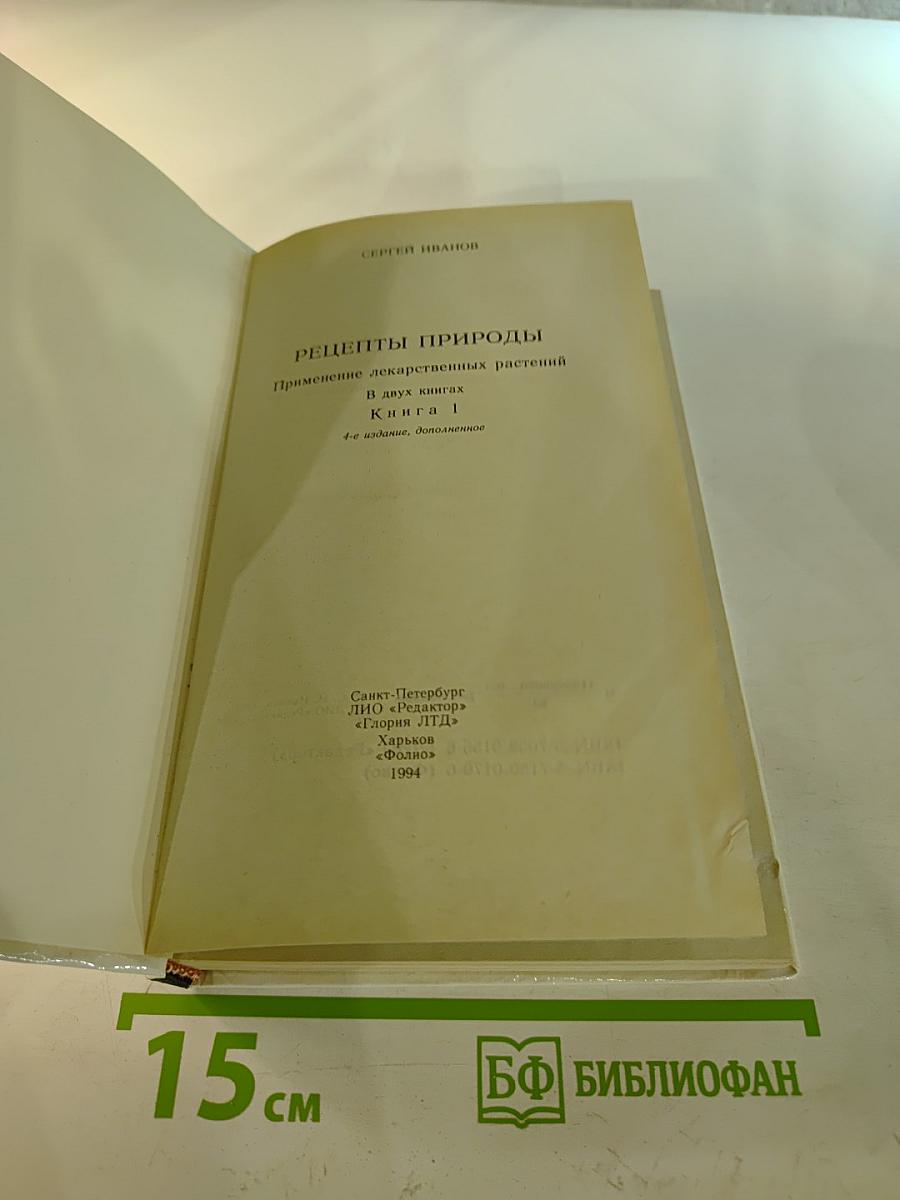 СЕРГЕЙ ИВАНОВ
РЕЦЕПТЫ ПРИРОДЫ
Применение лекарственных растений
В двух книгах
Книга 1
4-е издание, дополненное
Санкт-Петербург
ЛИО «Редактор»
«Глория ЛТД»
Харьков
«Фолио»
1994
15 см
БФ БИБЛИОФАН